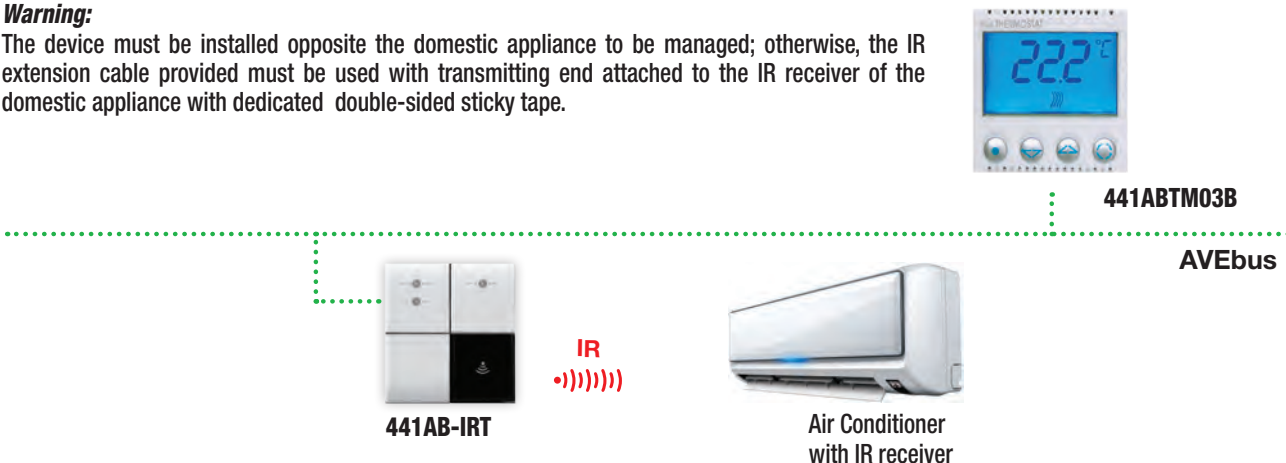 Warning:
The device must be installed opposite the domestic appliance to be managed; otherwise, the IR
extension cable provided must be used with transmitting end attached to the IR receiver of the
domestic appliance with dedicated double-sided sticky tape.
THERMOSTAT
22.2 °C
441ABTM03B
AVEbus
IR
441AB-IRT
Air Conditioner
with IR receiver